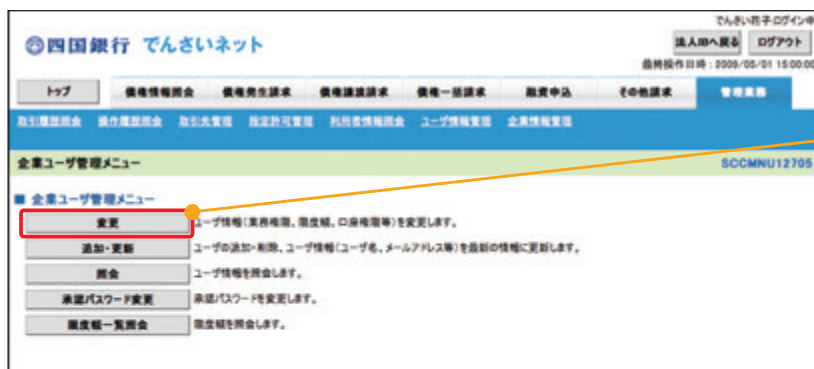 でんさい花子ログイン中
四国銀行 でんさいネット
法人IBへ戻る ログアウト
最終操作日時：2009/05/01 15:00:00
トップ 債権情報照会 債権発生請求 債権譲渡請求 債権一括請求 融資申込 その他請求 管理業務
取引履歴照会 操作履歴照会 取引先管理 指定許可管理 利用者情報照会 ユーザ情報管理 企業情報管理
企業ユーザ管理メニュー SCCMNU12705
■ 企業ユーザ管理メニュー
変更 ユーザ情報（業務権限、限度額、口座権限等）を変更します。
追加・更新 ユーザの追加・削除、ユーザ情報（ユーザ名、メールアドレス等）を最新の情報に更新します。
照会 ユーザ情報を照会します。
承認パスワード変更 承認パスワードを変更します。
限度額一覧照会 限度額を照会します。